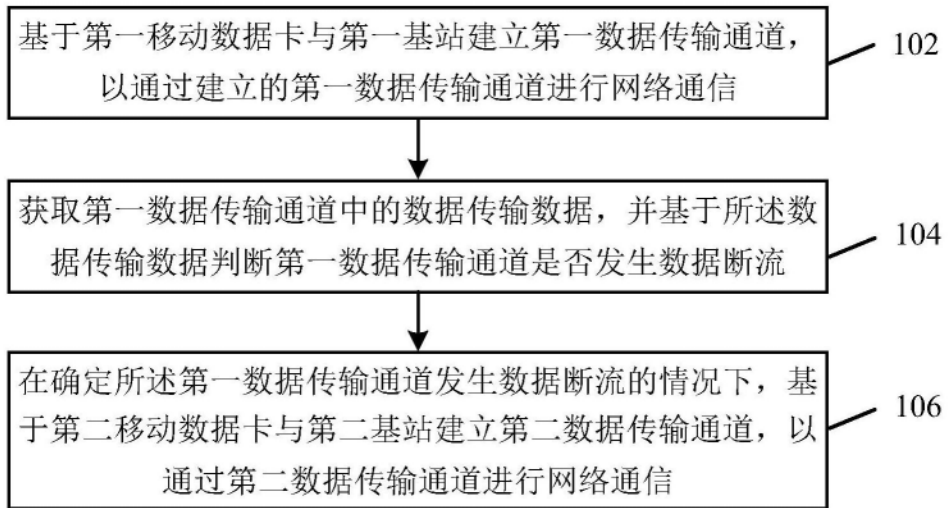 基于第一移动数据卡与第一基站建立第一数据传输通道，
以通过建立的第一数据传输通道进行网络通信
102
获取第一数据传输通道中的数据传输数据，并基于所述数
据传输数据判断第一数据传输通道是否发生数据断流
104
在确定所述第一数据传输通道发生数据断流的情况下，基
于第二移动数据卡与第二基站建立第二数据传输通道，以
通过第二数据传输通道进行网络通信
106